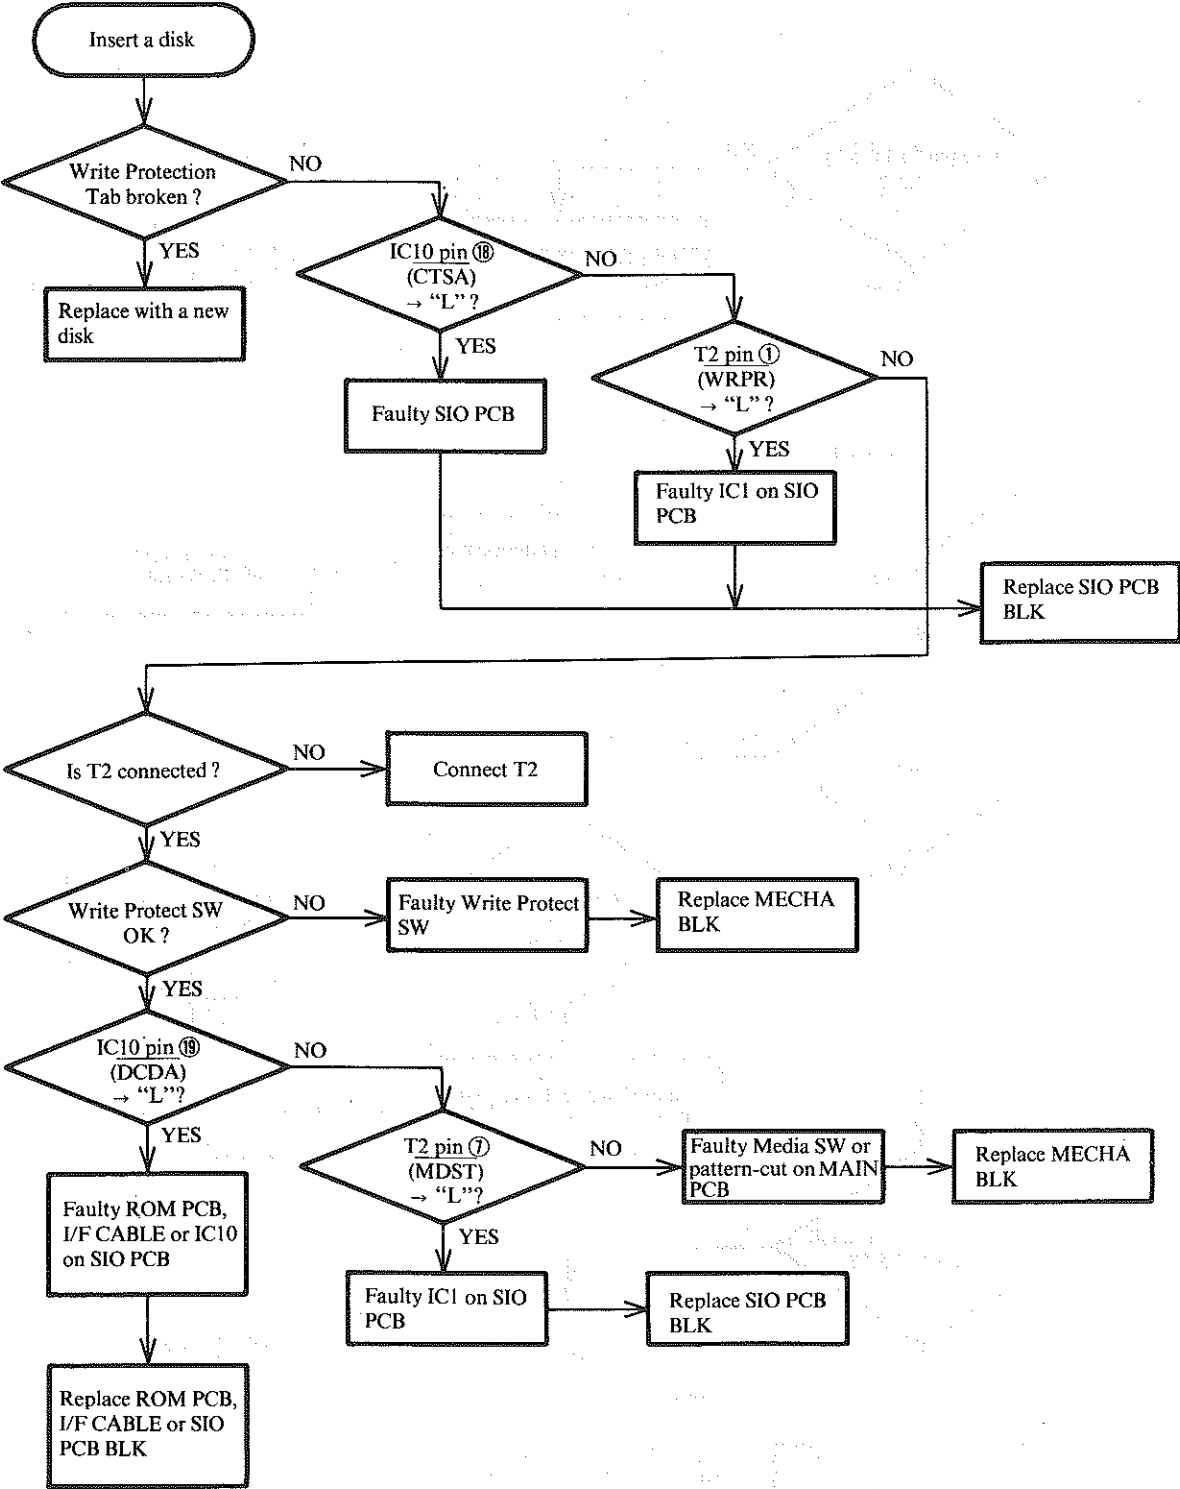 Insert a disk
Write Protection
Tab broken ?
NO
YES
Replace with a new
disk
IC10 pin ⑱
(CTSA)
→ “L” ?
NO
YES
Faulty SIO PCB
T2 pin ①
(WRPR)
→ “L” ?
NO
YES
Faulty IC1 on SIO
PCB
Replace SIO PCB
BLK
Is T2 connected ?
NO
Connect T2
YES
Write Protect SW
OK ?
NO
Faulty Write Protect
SW
Replace MECHA
BLK
YES
IC10 pin ⑲
(DCDA)
→ “L”?
NO
YES
T2 pin ⑦
(MDST)
→ “L”?
NO
Faulty Media SW or
pattern-cut on MAIN
PCB
Replace MECHA
BLK
YES
Faulty ROM PCB,
I/F CABLE or IC10
on SIO PCB
Faulty IC1 on SIO
PCB
Replace SIO PCB
BLK
Replace ROM PCB,
I/F CABLE or SIO
PCB BLK